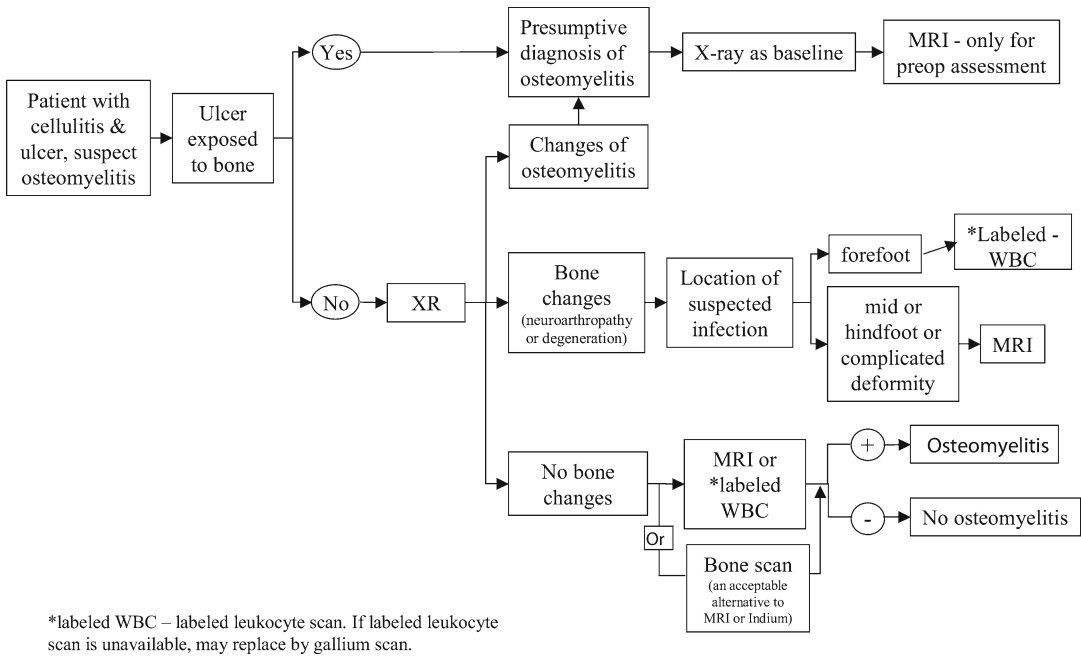 Patient with
cellulitis &
ulcer, suspect
osteomyelitis
Ulcer
exposed
to bone
Yes
Presumptive
diagnosis of
osteomyelitis
X-ray as baseline
MRI - only for
preop assessment
Changes of
osteomyelitis
No
XR
Bone
changes
(neuroarthropathy
or degeneration)
Location of
suspected
infection
forefoot
*Labeled -
WBC
mid or
hindfoot or
complicated
deformity
MRI
No bone
changes
MRI or
*labeled
WBC
Or
Bone scan
(an acceptable
alternative to
MRI or Indium)
+
Osteomyelitis
-
No osteomyelitis
*labeled WBC – labeled leukocyte scan. If labeled leukocyte
scan is unavailable, may replace by gallium scan.